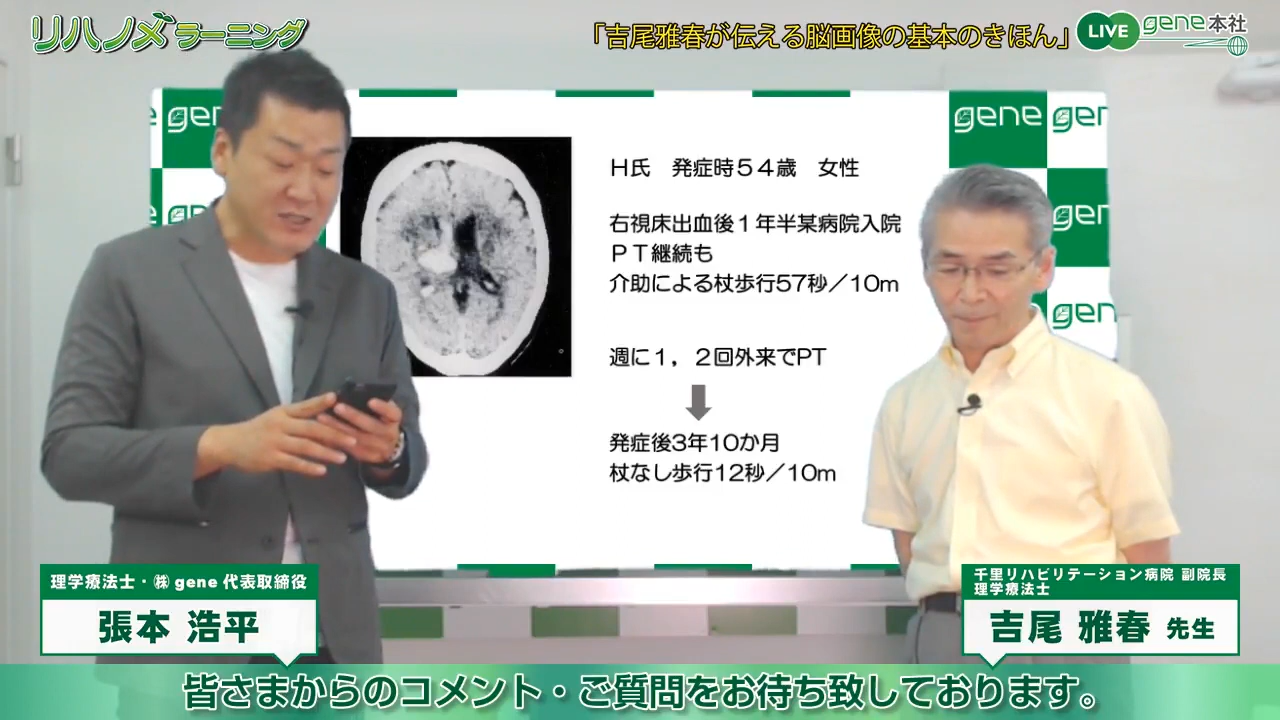 リハノメラーニング
「吉尾雅春が伝える脳画像の基本のきほん」
LIVE
gene本社
gene
gene
H氏 発症時54歳 女性
右視床出血後1年半某病院入院
PT継続も
介助による杖歩行57秒/10m
週に1,2回外来でPT
発症後3年10か月
杖なし歩行12秒/10m
理学療法士・㈱gene代表取締役
張本 浩平
千里リハビリテーション病院 副院長
理学療法士
吉尾 雅春 先生
皆さまからのコメント・ご質問をお待ち致しております。